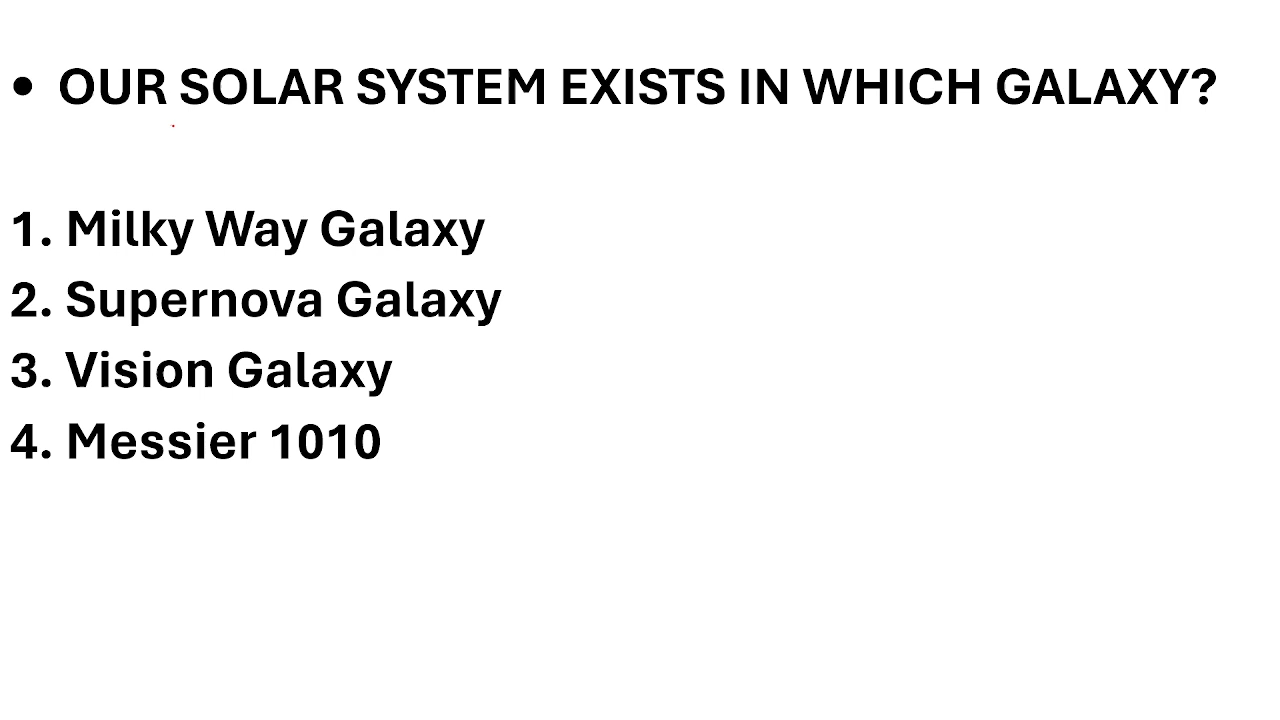 • OUR SOLAR SYSTEM EXISTS IN WHICH GALAXY?
1. Milky Way Galaxy
2. Supernova Galaxy
3. Vision Galaxy
4. Messier 1010